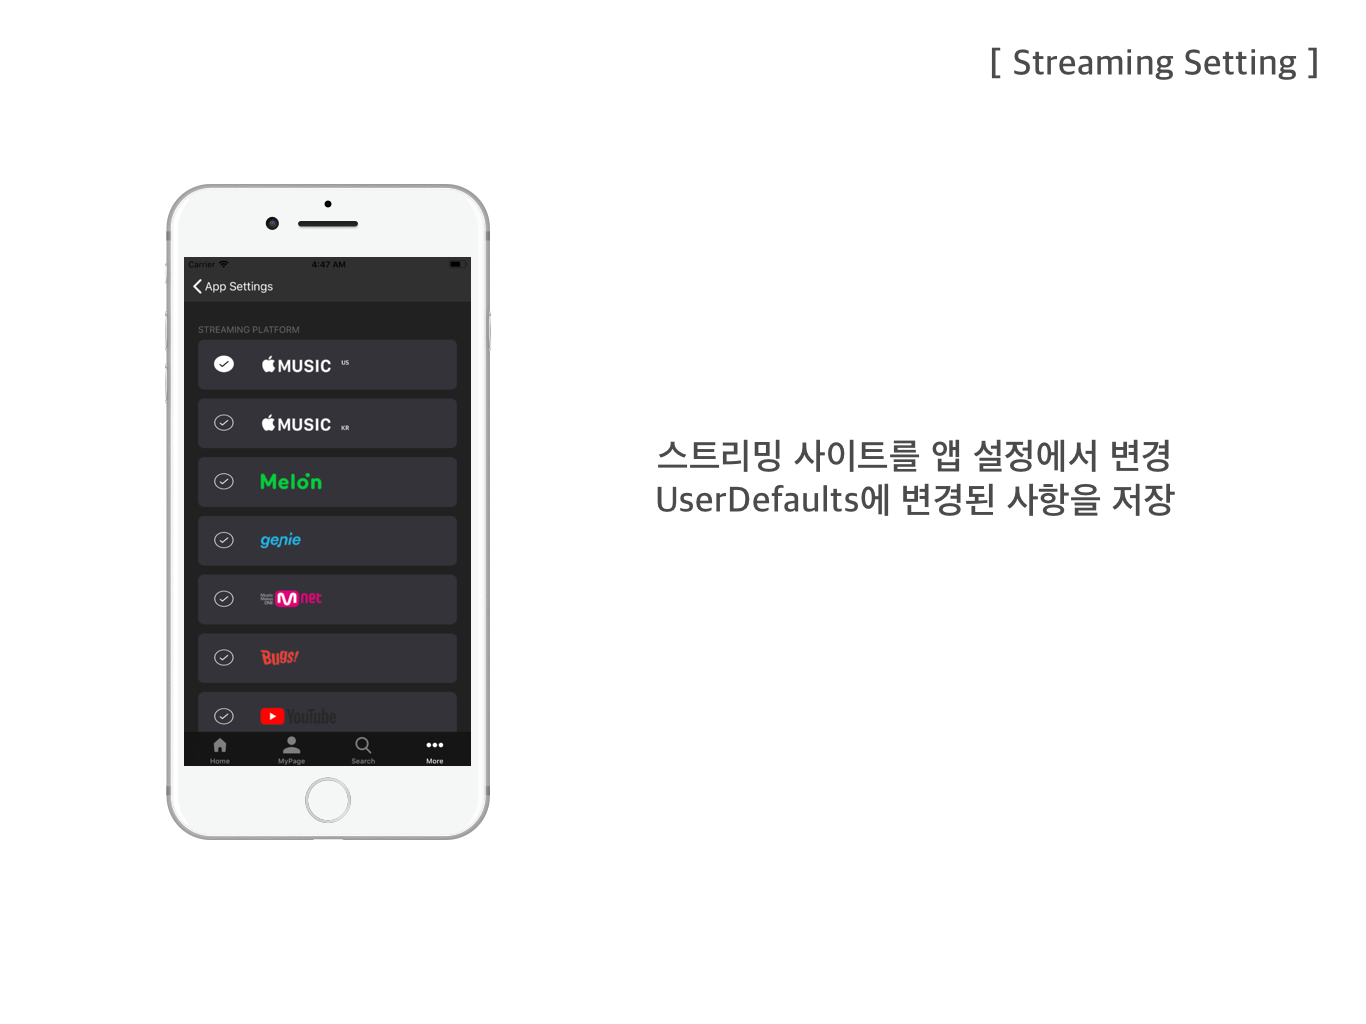 [ Streaming Setting ]
Carrier 4:47 AM
App Settings
STREAMING PLATFORM
MUSIC US
MUSIC KR
Melon
genie
Mnet
Bugs!
YouTube
Home MyPage Search More
스트리밍 사이트를 앱 설정에서 변경
UserDefaults에 변경된 사항을 저장